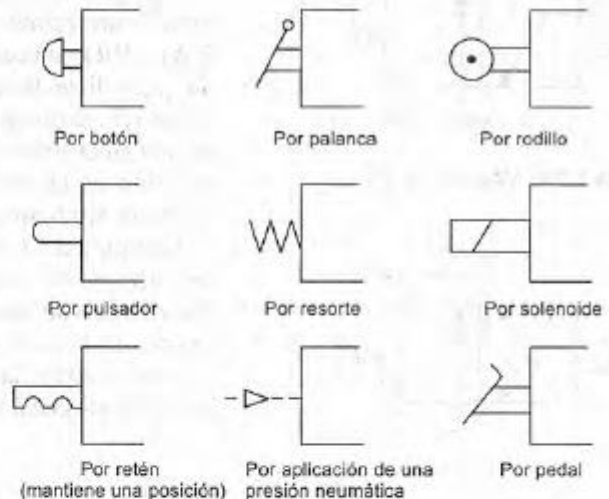 Por botón
Por palanca
Por rodillo
Por pulsador
Por resorte
Por solenoide
Por retén
(mantiene una posición)
Por aplicación de una
presión neumática
Por pedal